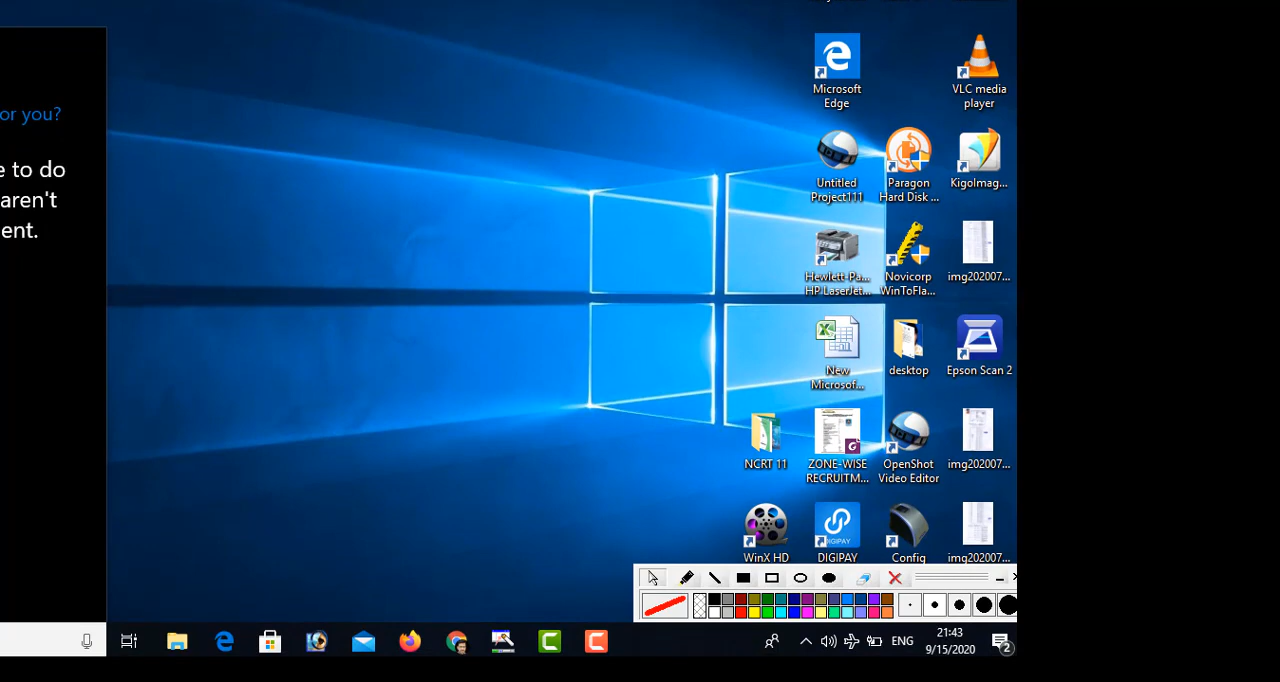 or you?
e to do
aren't
ent.
Microsoft
Edge
VLC media
player
Untitled
Project111
Paragon
Hard Disk ...
KigoImag...
Hewlett-Pa...
HP LaserJet...
Novicorp
WinToFla...
img202007...
New
Microsof...
desktop
Epson Scan 2
NCRT 11
ZONE-WISE
RECRUITM...
OpenShot
Video Editor
img202007...
WinX HD
DIGIPAY
DIGIPAY
Config
img202007...
ENG
21:43
9/15/2020
2